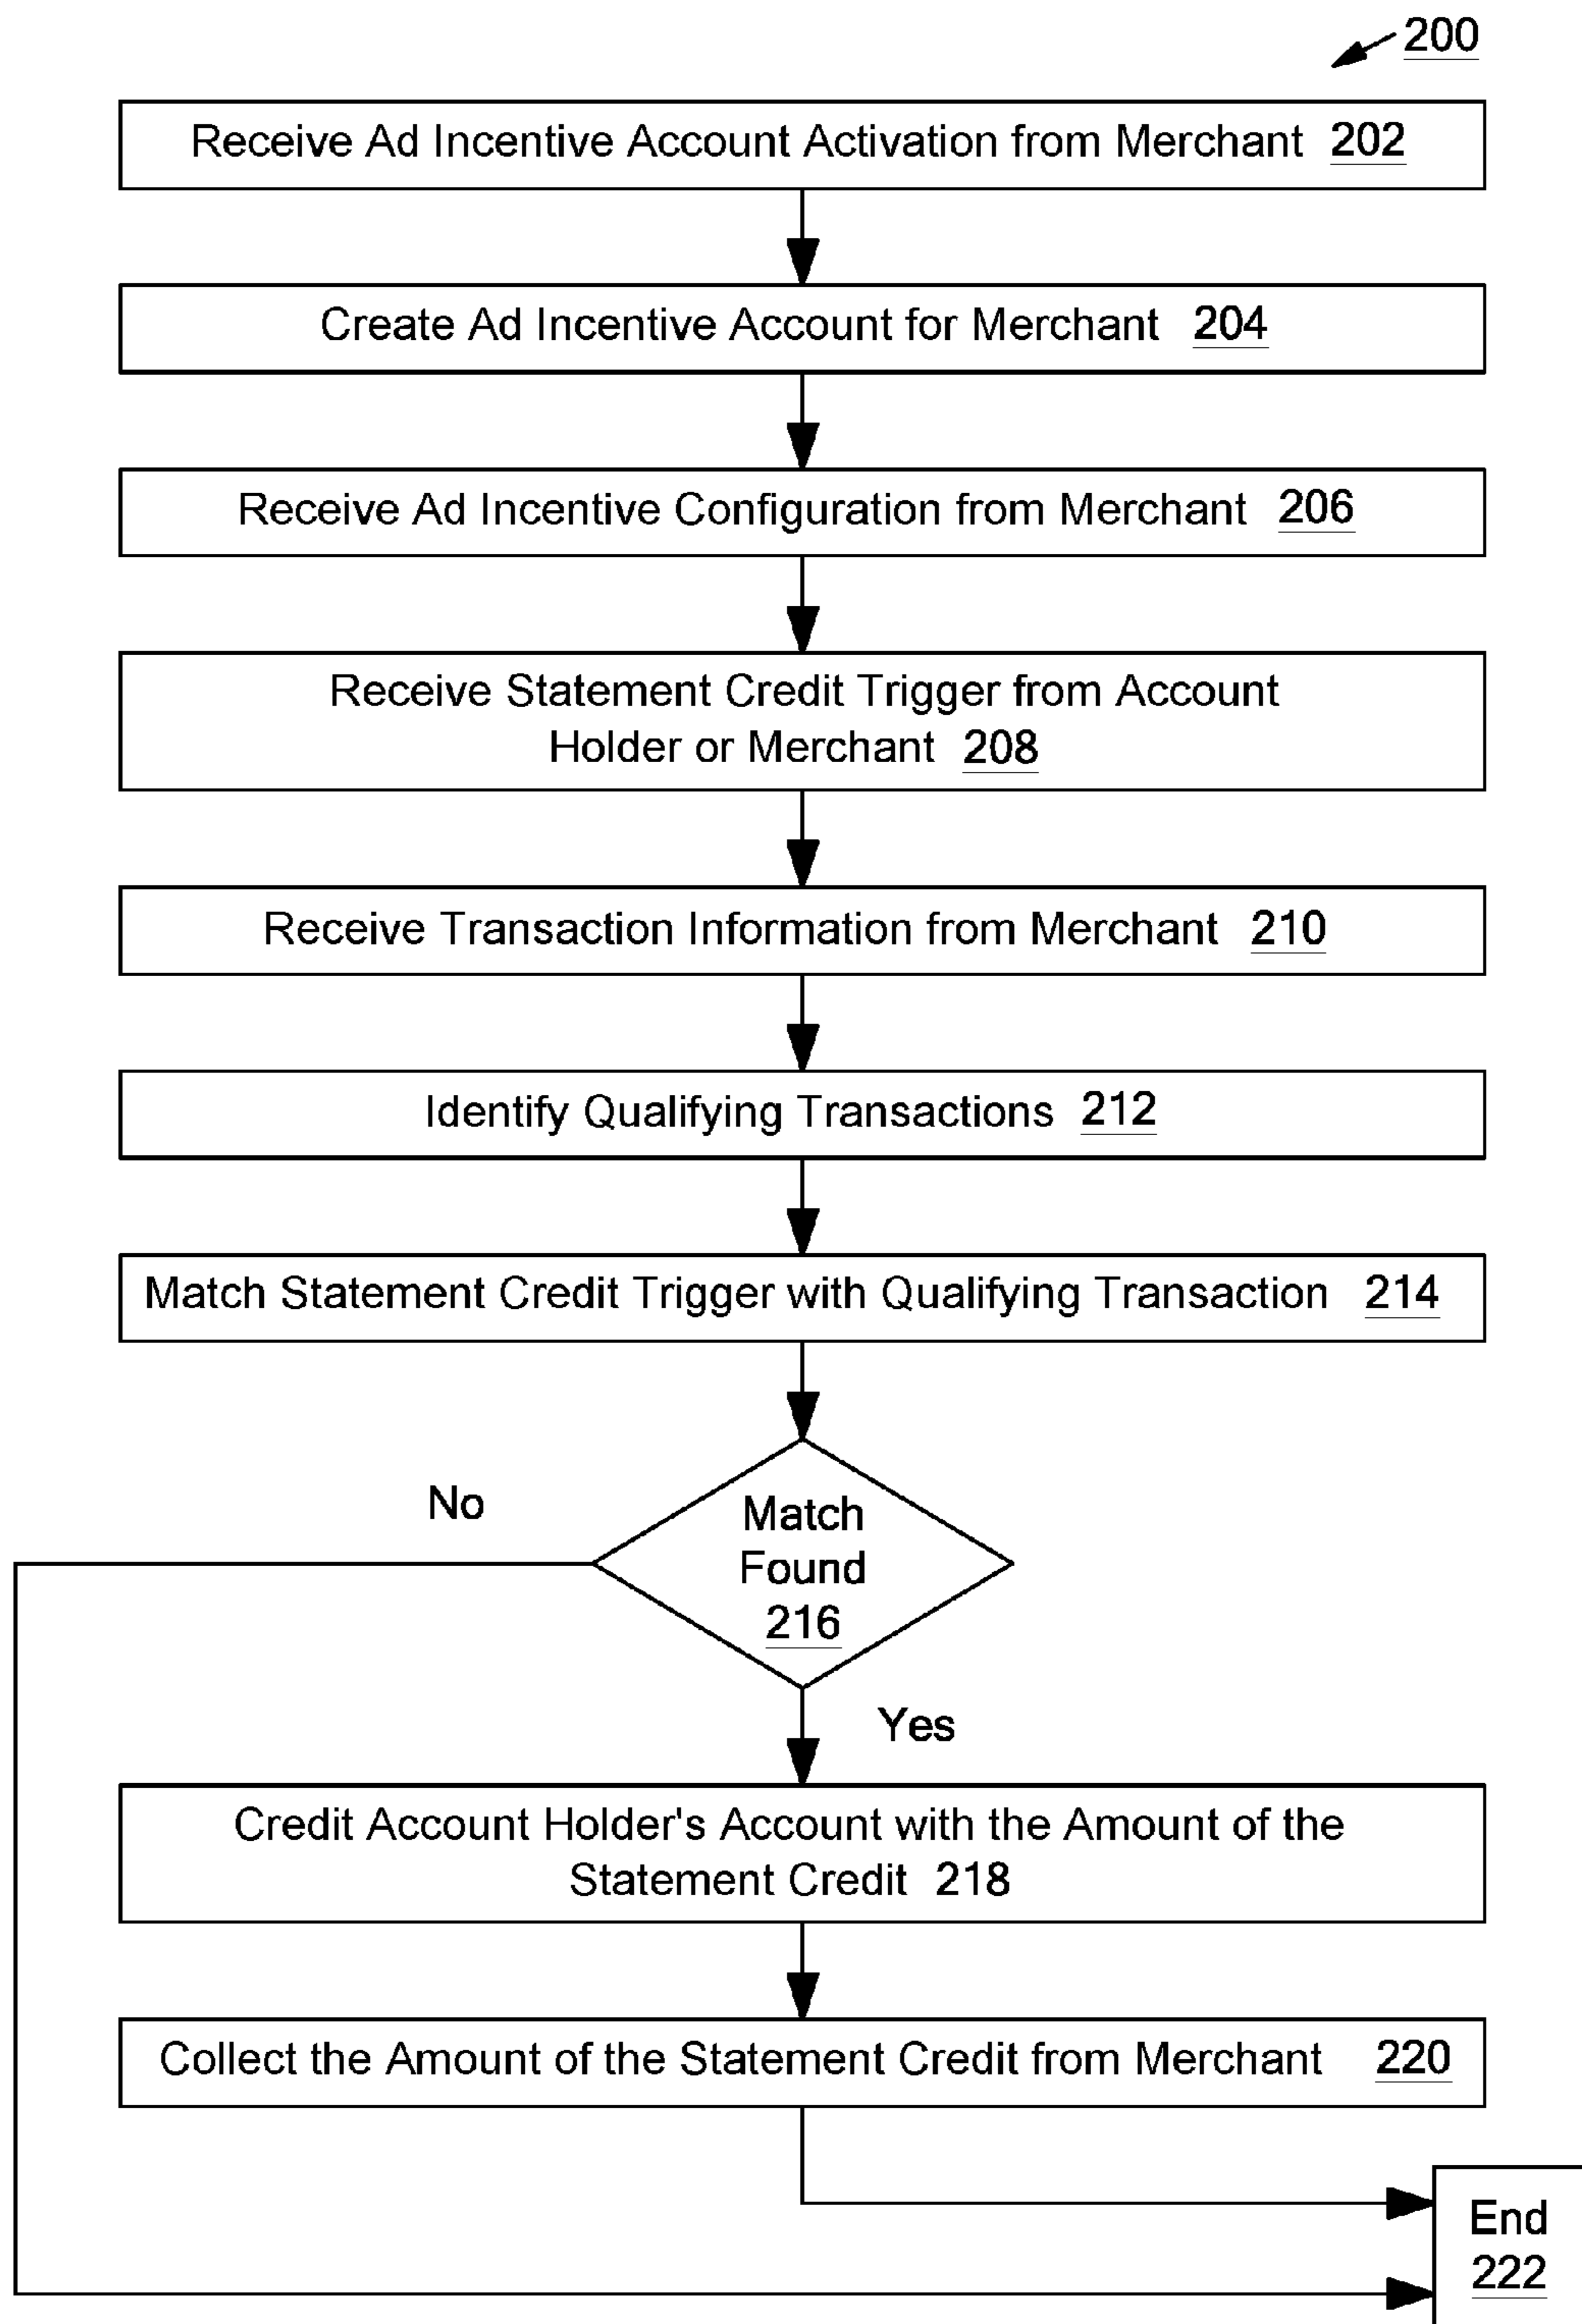 200
Receive Ad Incentive Account Activation from Merchant 202
Create Ad Incentive Account for Merchant 204
Receive Ad Incentive Configuration from Merchant 206
Receive Statement Credit Trigger from Account
Holder or Merchant 208
Receive Transaction Information from Merchant 210
Identify Qualifying Transactions 212
Match Statement Credit Trigger with Qualifying Transaction 214
No
Match
Found
216
Yes
Credit Account Holder's Account with the Amount of the
Statement Credit 218
Collect the Amount of the Statement Credit from Merchant 220
End
222